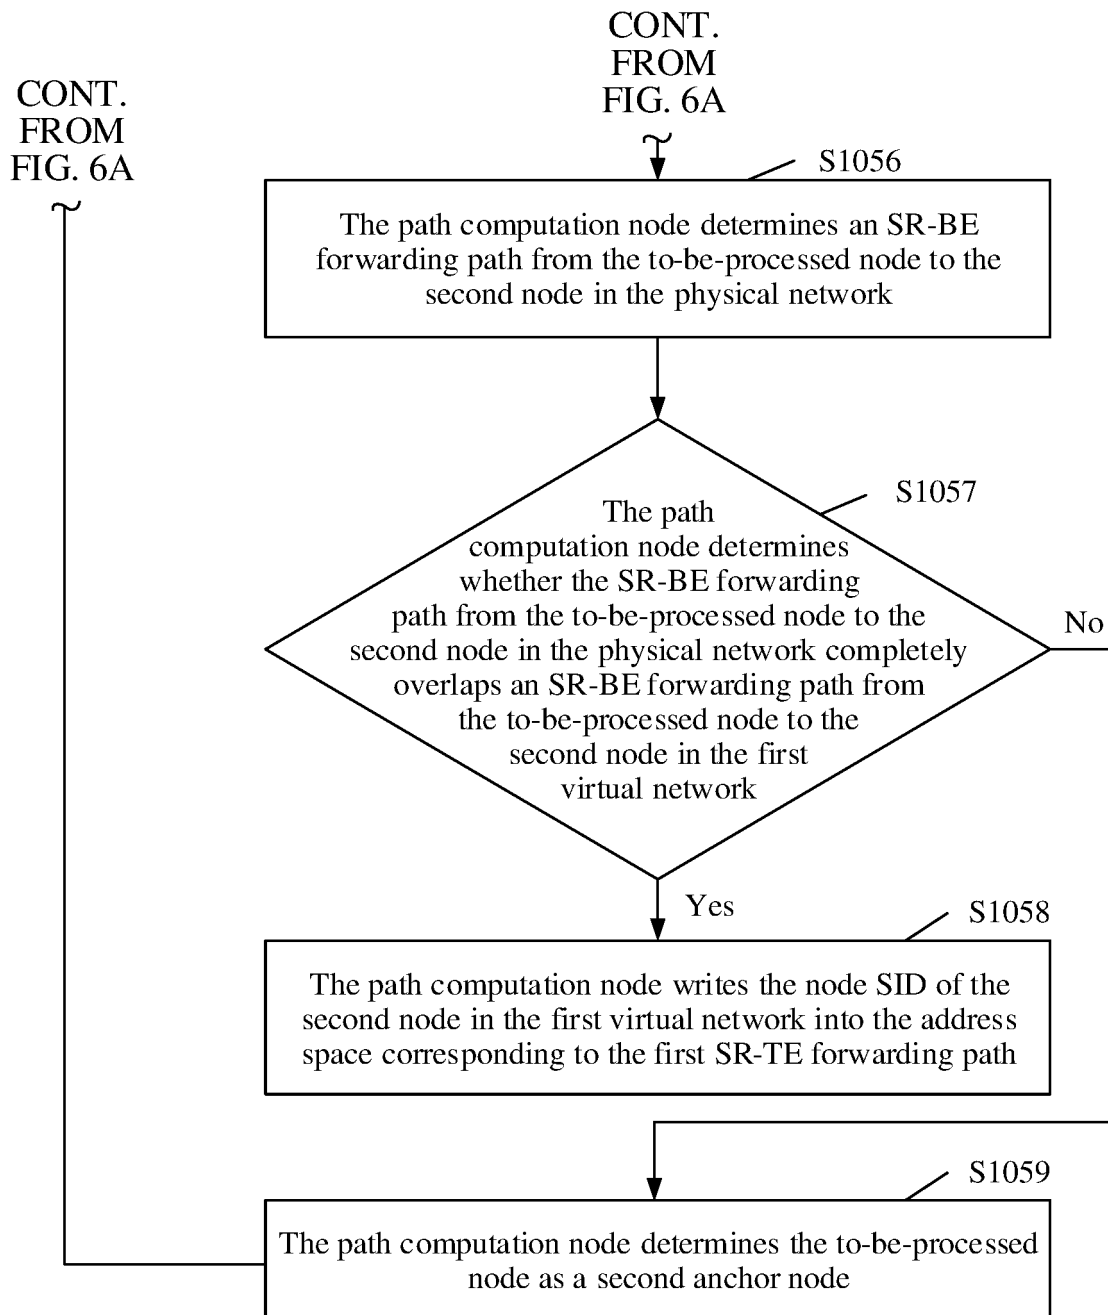 CONT.
FROM
FIG. 6A
CONT.
FROM
FIG. 6A
S1056
The path computation node determines an SR-BE
forwarding path from the to-be-processed node to the
second node in the physical network
S1057
The path
computation node determines
whether the SR-BE forwarding
path from the to-be-processed node to the
second node in the physical network completely
overlaps an SR-BE forwarding path from
the to-be-processed node to the
second node in the first
virtual network
No
Yes
S1058
The path computation node writes the node SID of the
second node in the first virtual network into the address
space corresponding to the first SR-TE forwarding path
S1059
The path computation node determines the to-be-processed
node as a second anchor node